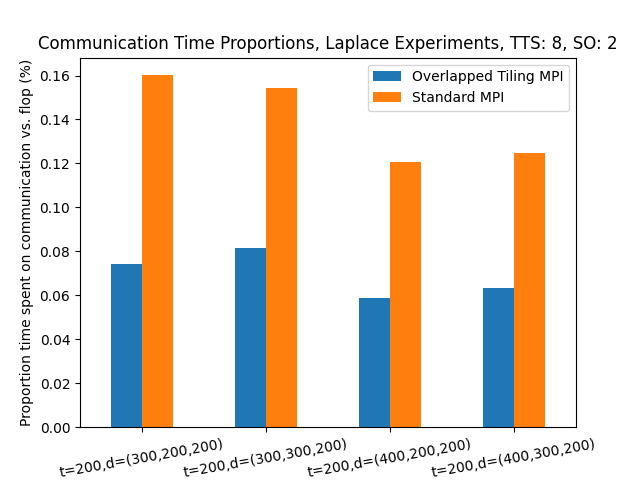 Communication Time Proportions, Laplace Experiments, TTS: 8, SO: 2
Proportion time spent on communication vs. flop (%)
0.16
0.14
0.12
0.10
0.08
0.06
0.04
0.02
0.00
Overlapped Tiling MPI
Standard MPI
t=200,d=(300,200,200)
t=200,d=(300,300,200)
t=200,d=(400,200,200)
t=200,d=(400,300,200)